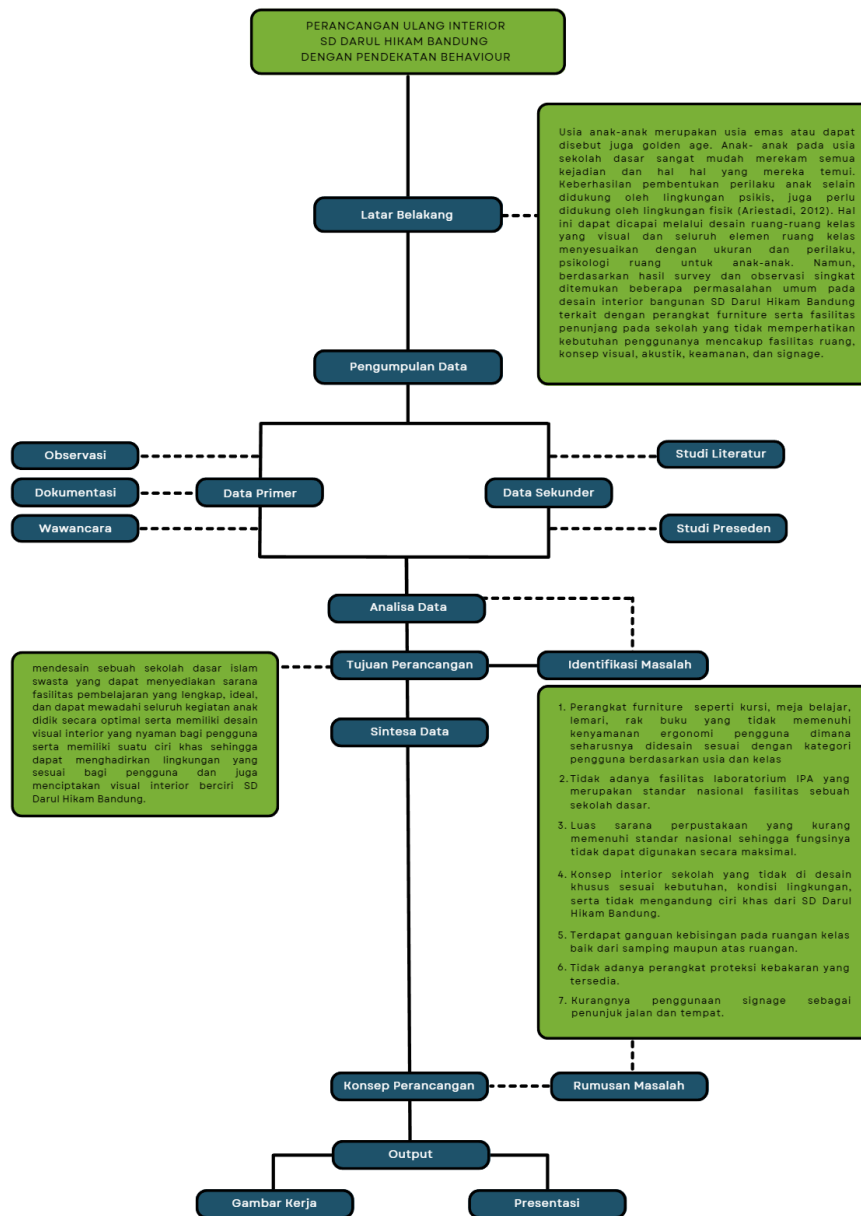 PERANCANGAN ULANG INTERIOR
SD DARUL HIKAM BANDUNG
DENGAN PENDEKATAN BEHAVIOUR
Usia anak-anak merupakan usia emas atau dapat
disebut juga golden age. Anak- anak pada usia
sekolah dasar sangat mudah merekam semua
kejadian dan hal hal yang mereka temui.
Keberhasilan pembentukan perilaku anak selain
didukung oleh lingkungan psikis, juga perlu
didukung oleh lingkungan fisik (Ariestadi, 2012). Hal
ini dapat dicapai melalui desain ruang-ruang kelas
yang visual dan seluruh elemen ruang kelas
menyesuaikan dengan ukuran dan perilaku,
psikologi ruang untuk anak-anak. Namun,
berdasarkan hasil survey dan observasi singkat
ditemukan beberapa permasalahan umum pada
desain interior bangunan SD Darul Hikam Bandung
terkait dengan perangkat furniture serta fasilitas
penunjang pada sekolah yang tidak memperhatikan
kebutuhan penggunanya mencakup fasilitas ruang,
konsep visual, akustik, keamanan, dan signage.
Latar Belakang
Pengumpulan Data
Observasi
Dokumentasi
Wawancara
Data Primer
Data Sekunder
Studi Literatur
Studi Preseden
Analisa Data
Tujuan Perancangan
Identifikasi Masalah
mendesain sebuah sekolah dasar islam
swasta yang dapat menyediakan sarana
fasilitas pembelajaran yang lengkap, ideal,
dan dapat mewadahi seluruh kegiatan anak
didik secara optimal serta memiliki desain
visual interior yang nyaman bagi pengguna
serta memiliki suatu ciri khas sehingga
dapat menghadirkan lingkungan yang
sesuai bagi pengguna dan juga
menciptakan visual interior berciri SD
Darul Hikam Bandung.
Sintesa Data
1. Perangkat furniture seperti kursi, meja belajar,
lemari, rak buku yang tidak memenuhi
kenyamanan ergonomi pengguna dimana
seharusnya didesain sesuai dengan kategori
pengguna berdasarkan usia dan kelas
2. Tidak adanya fasilitas laboratorium IPA yang
merupakan standar nasional fasilitas sebuah
sekolah dasar.
3. Luas sarana perpustakaan yang kurang
memenuhi standar nasional sehingga fungsinya
tidak dapat digunakan secara maksimal.
4. Konsep interior sekolah yang tidak di desain
khusus sesuai kebutuhan, kondisi lingkungan,
serta tidak mengandung ciri khas dari SD Darul
Hikam Bandung.
5. Terdapat ganguan kebisingan pada ruangan kelas
baik dari samping maupun atas ruangan.
6. Tidak adanya perangkat proteksi kebakaran yang
tersedia.
7. Kurangnya penggunaan signage sebagai
penunjuk jalan dan tempat.
Konsep Perancangan
Rumusan Masalah
Output
Gambar Kerja
Presentasi